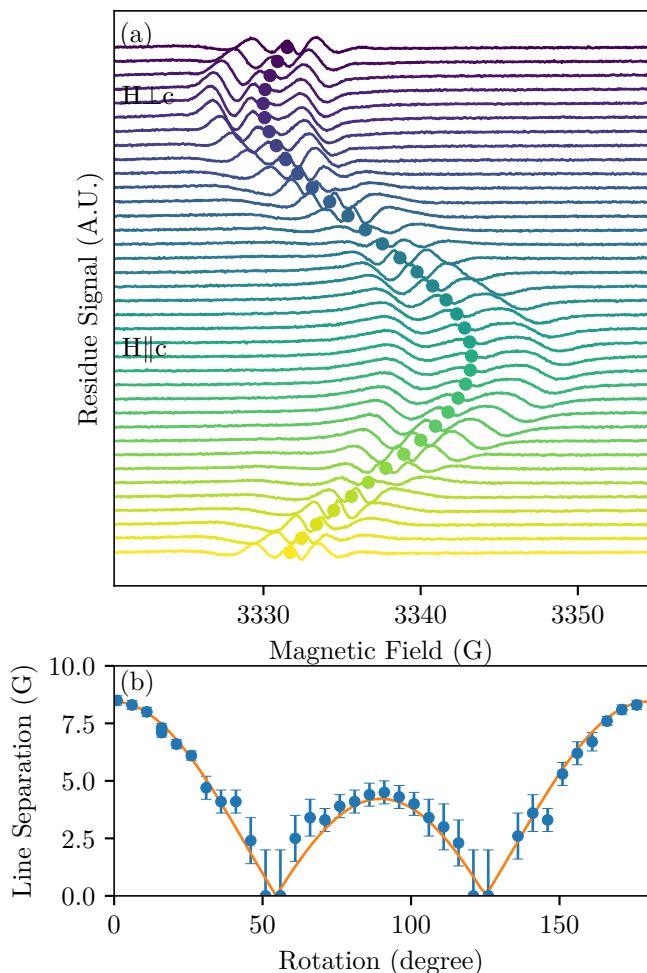 (a)
H⊥c
H∥c
Residue Signal (A.U.)
3330 3340 3350
Magnetic Field (G)
(b)
10.0
7.5
5.0
2.5
0.0
Line Separation (G)
0 50 100 150
Rotation (degree)